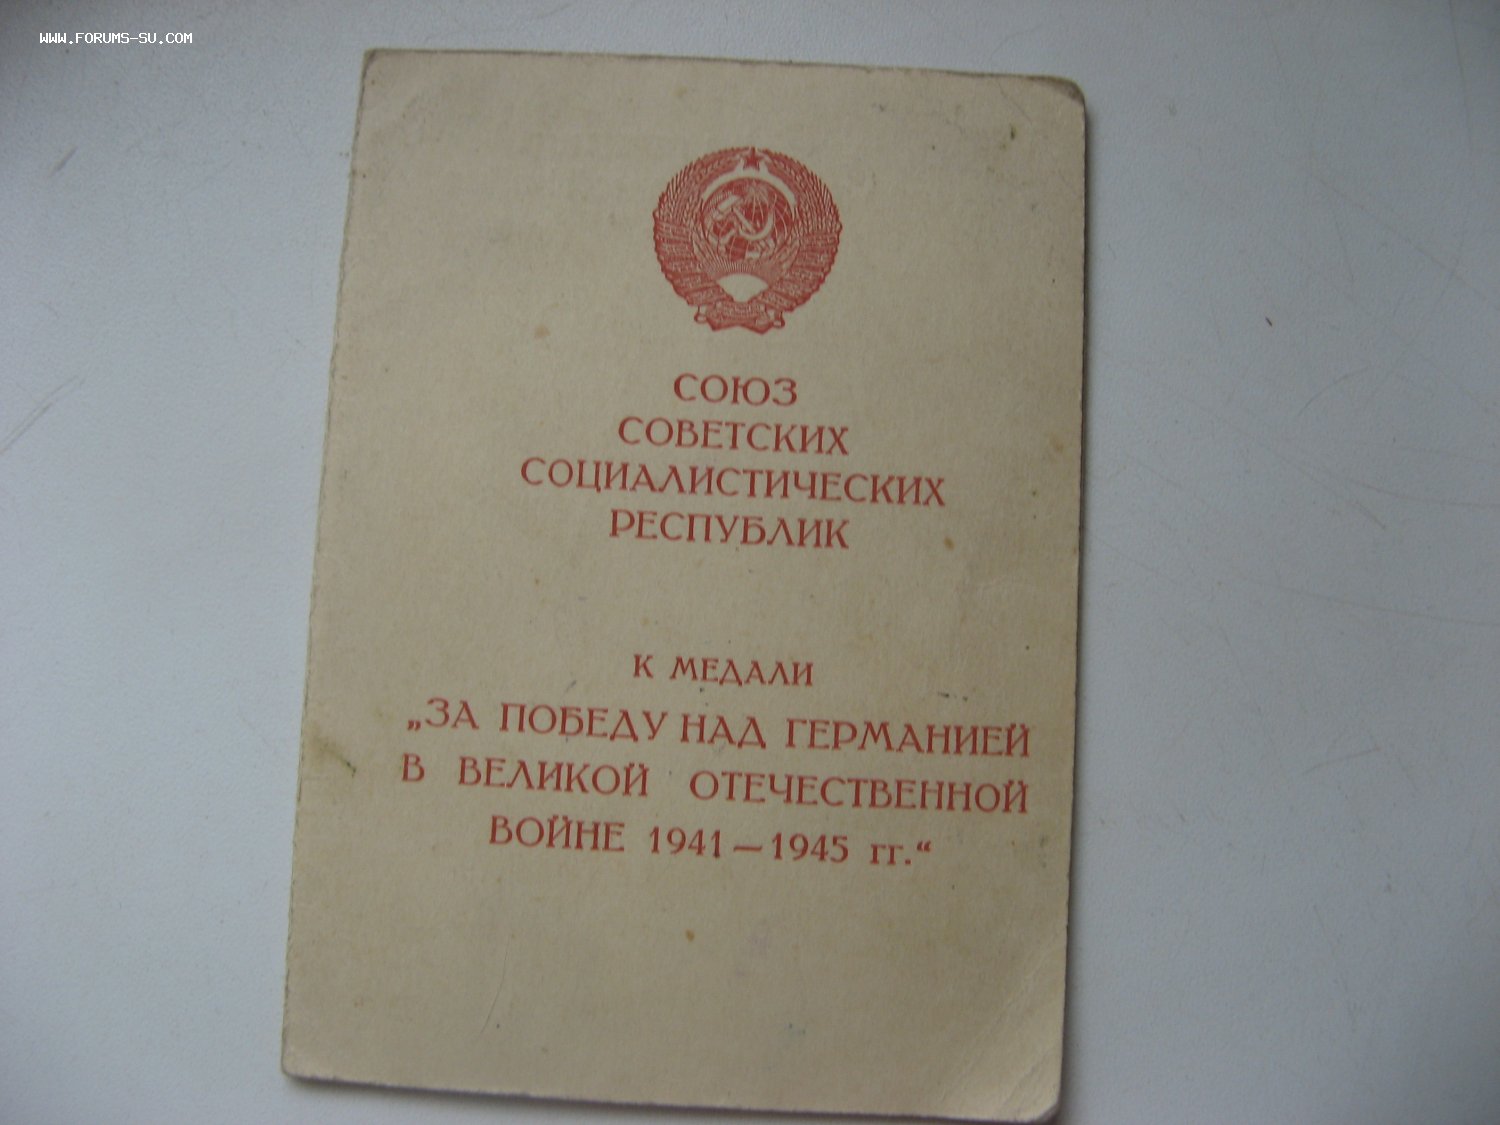 WWW.FORUMS-SU.COM
СОЮЗ
СОВЕТСКИХ
СОЦИАЛИСТИЧЕСКИХ
РЕСПУБЛИК
К МЕДАЛИ
„ЗА ПОБЕДУ НАД ГЕРМАНИЕЙ
В ВЕЛИКОЙ ОТЕЧЕСТВЕННОЙ
ВОЙНЕ 1941—1945 гг.“